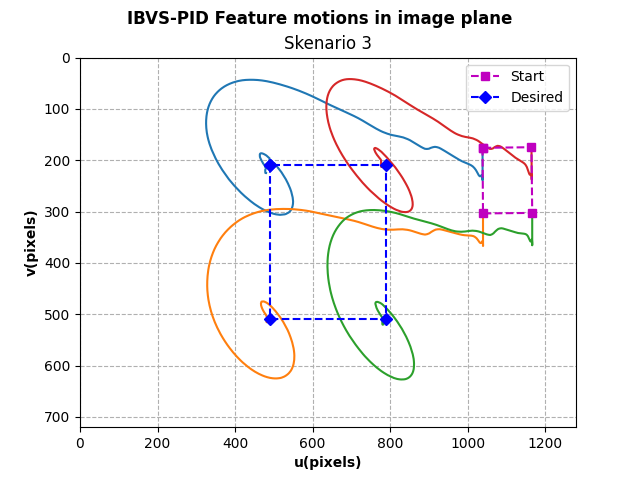 IBVS-PID Feature motions in image plane
Skenario 3
Start
Desired
0
100
200
300
400
500
600
700
v(pixels)
0 200 400 600 800 1000 1200
u(pixels)